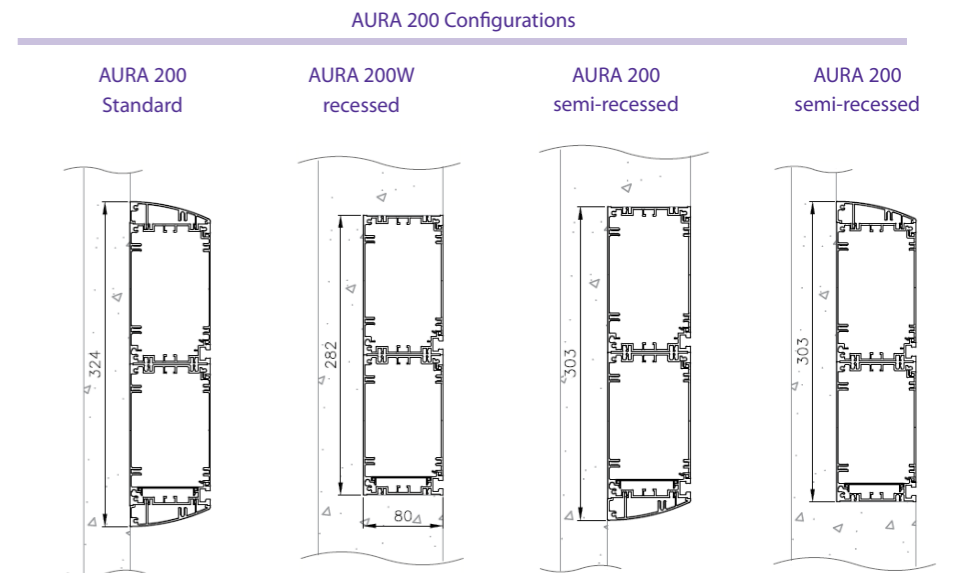 AURA 200 Configurations
AURA 200
Standard
AURA 200W
recessed
AURA 200
semi-recessed
AURA 200
semi-recessed
324
282
80
303
303